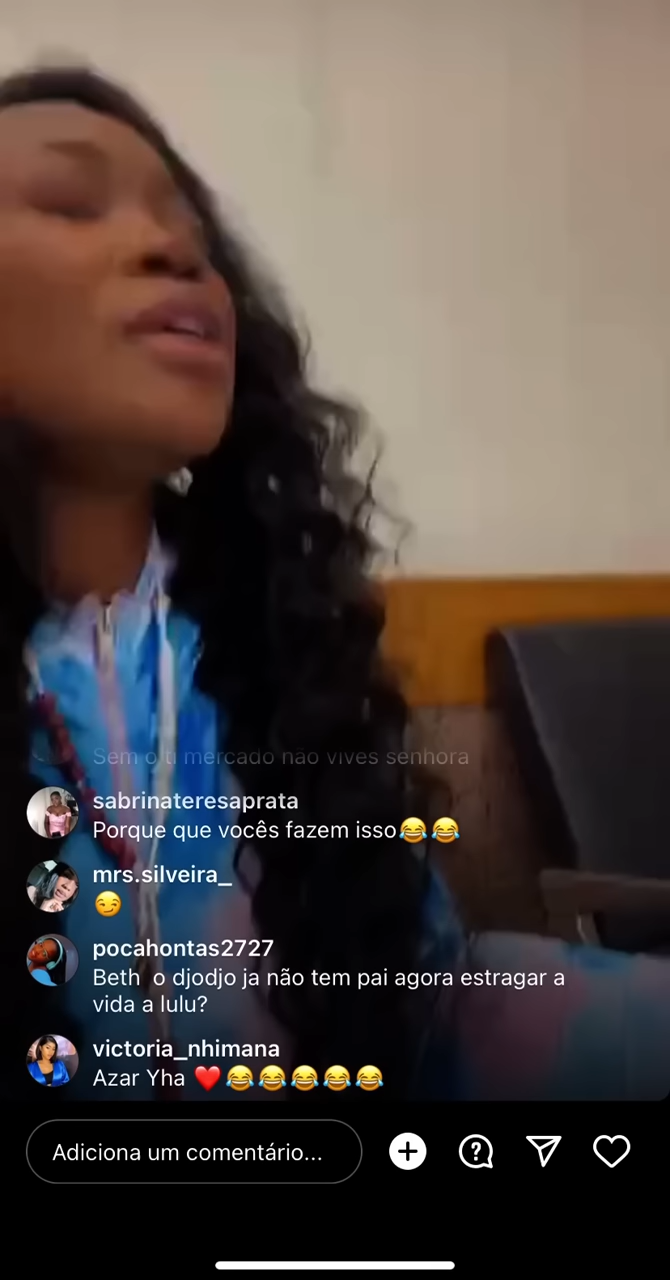 Sem o ti mercado não vives senhora
sabrinateresaprata
Porque que vocês fazem isso😂😂
mrs.silveira_
😏
pocahontas2727
Beth o djodjo ja não tem pai agora estragar a
vida a lulu?
victoria_nhimana
Azar Yha ❤️😂😂😂😂😂
Adiciona um comentário...